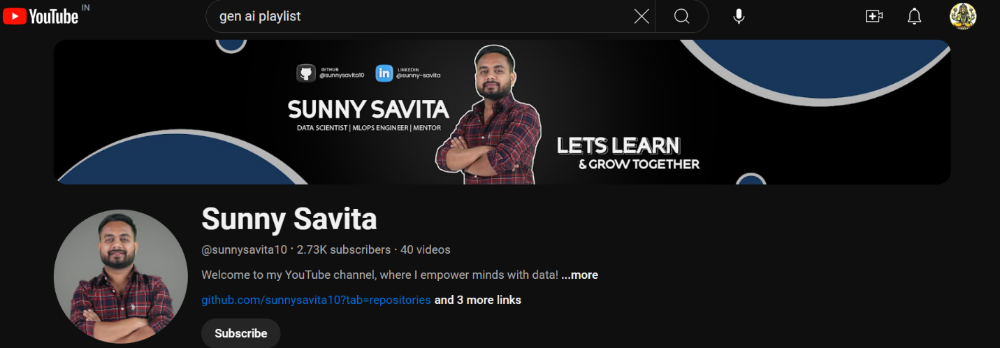 YouTube IN
gen ai playlist
GITHUB
@sunnysavita10
in
LINKEDIN
@sunny-savita
SUNNY SAVITA
DATA SCIENTIST | MLOPS ENGINEER | MENTOR
LETS LEARN
& GROW TOGETHER
Sunny Savita
@sunnysavita10 · 2.73K subscribers · 40 videos
Welcome to my YouTube channel, where I empower minds with data! ...more
github.com/sunnysavita10?tab=repositories and 3 more links
Subscribe